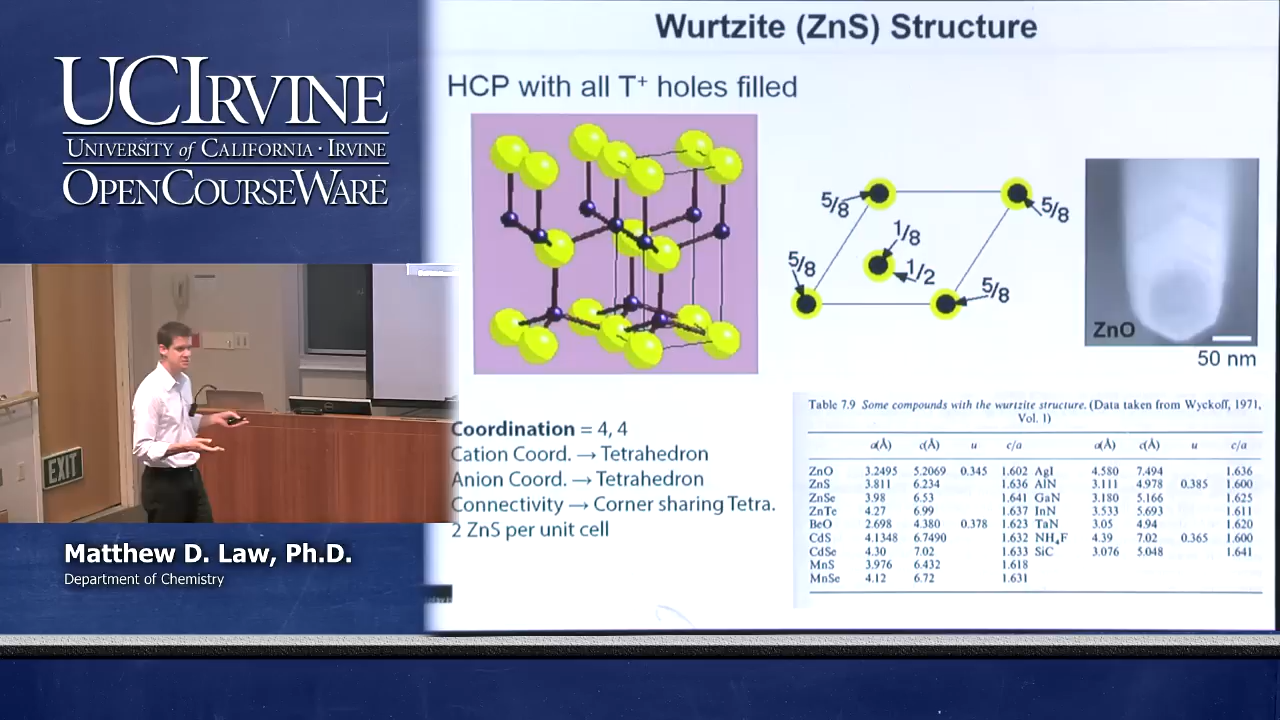 UCIRVINE
UNIVERSITY of CALIFORNIA · IRVINE
OPENCOURSEWARE
EXIT
Matthew D. Law, Ph.D.
Department of Chemistry
Wurtzite (ZnS) Structure
HCP with all T+ holes filled
5/8
5/8
1/8
1/2
5/8
5/8
ZnO
50 nm
Coordination = 4, 4
Cation Coord. → Tetrahedron
Anion Coord. → Tetrahedron
Connectivity → Corner sharing Tetra.
2 ZnS per unit cell
Table 7.9 Some compounds with the wurtzite structure. (Data taken from Wyckoff, 1971,
Vol. 1)
a(Å) c(Å) u c/a a(Å) c(Å) u c/a
ZnO 3.2495 5.2069 0.345 1.602 AgI 4.580 7.494 1.636
ZnS 3.811 6.234 1.636 AlN 3.111 4.978 0.385 1.600
ZnSe 3.98 6.53 1.641 GaN 3.180 5.166 1.625
ZnTe 4.27 6.99 1.637 InN 3.533 5.693 1.611
BeO 2.698 4.380 0.378 1.623 TaN 3.05 4.94 1.620
CdS 4.1348 6.7490 1.632 NH4F 4.39 7.02 0.365 1.600
CdSe 4.30 7.02 1.633 SiC 3.076 5.048 1.641
MnS 3.976 6.432 1.618
MnSe 4.12 6.72 1.631